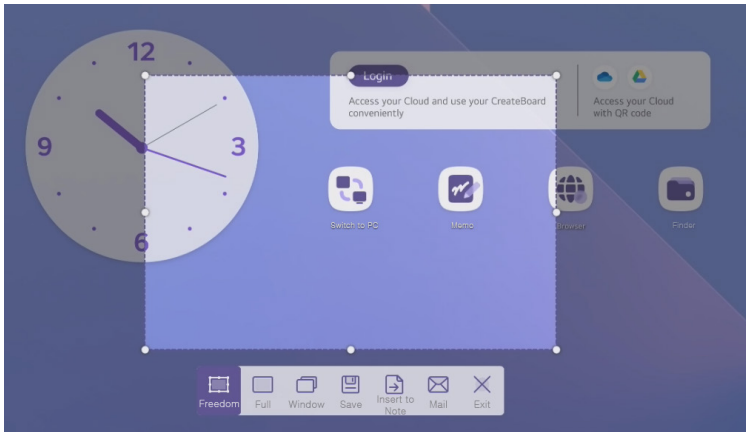 12
9
3
6
Login
Access your Cloud and use your CreateBoard
conveniently
Access your Cloud
with QR code
Switch to PC
Memo
Browser
Finder
Freedom
Full
Window
Save
Insert to
Note
Mail
Exit